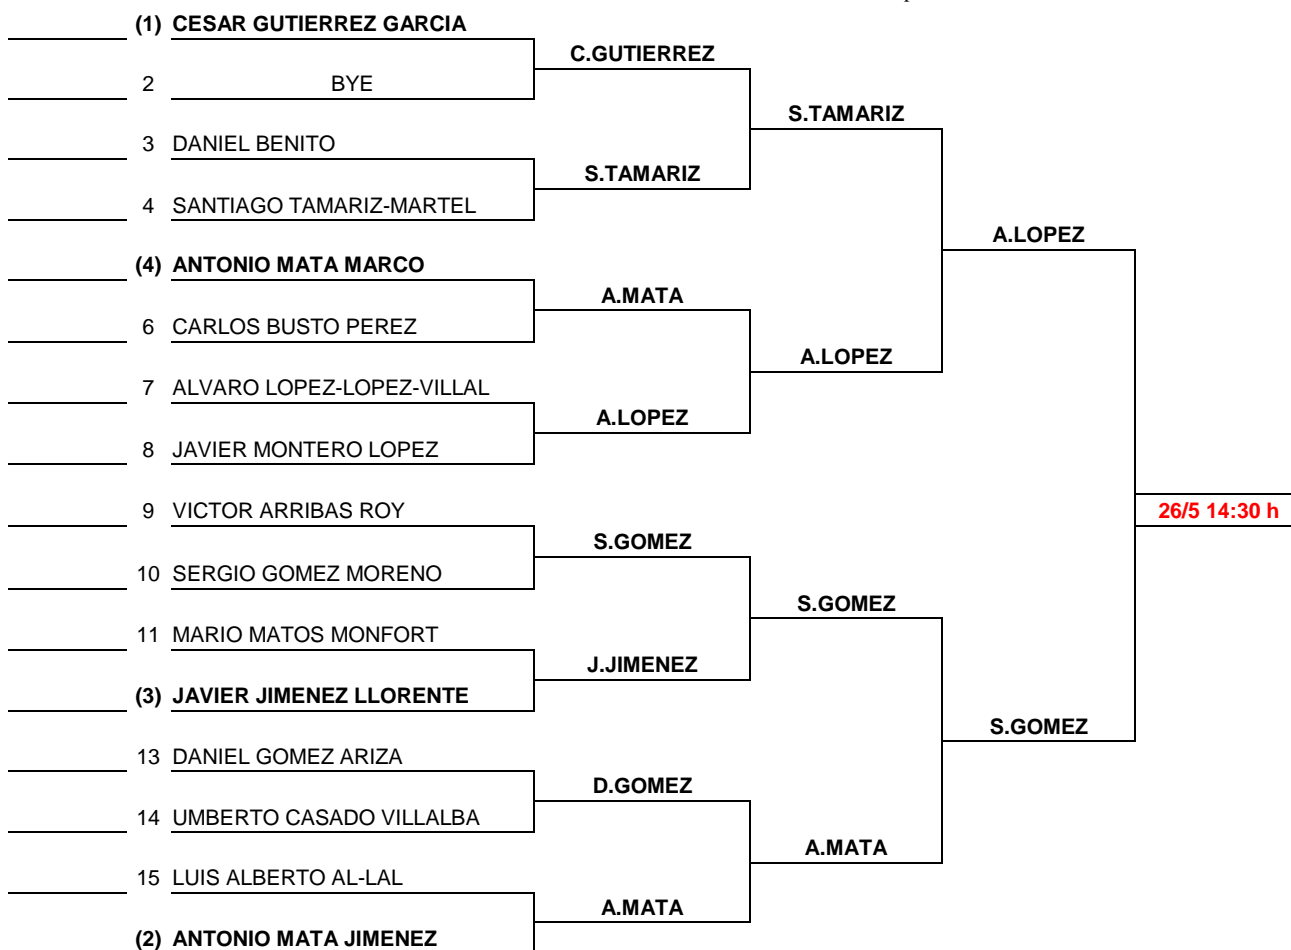 (1) CESAR GUTIERREZ GARCIA
C.GUTIERREZ
2 BYE
S.TAMARIZ
3 DANIEL BENITO
S.TAMARIZ
4 SANTIAGO TAMARIZ-MARTEL
A.LOPEZ
(4) ANTONIO MATA MARCO
A.MATA
6 CARLOS BUSTO PEREZ
A.LOPEZ
7 ALVARO LOPEZ-LOPEZ-VILLAL
A.LOPEZ
8 JAVIER MONTERO LOPEZ
9 VICTOR ARRIBAS ROY
26/5 14:30 h
S.GOMEZ
10 SERGIO GOMEZ MORENO
S.GOMEZ
11 MARIO MATOS MONFORT
J.JIMENEZ
(3) JAVIER JIMENEZ LLORENTE
S.GOMEZ
13 DANIEL GOMEZ ARIZA
D.GOMEZ
14 UMBERTO CASADO VILLALBA
A.MATA
15 LUIS ALBERTO AL-LAL
A.MATA
(2) ANTONIO MATA JIMENEZ